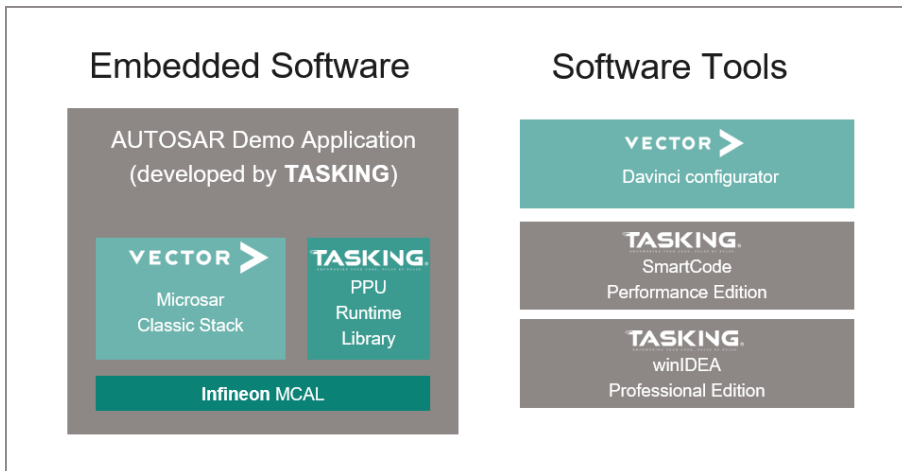 Embedded Software
AUTOSAR Demo Application
(developed by TASKING)
VECTOR
Microsar
Classic Stack
TASKING®
PPU
Runtime
Library
Infineon MCAL
Software Tools
VECTOR
Davinci configurator
TASKING®
SmartCode
Performance Edition
TASKING®
winIDEA
Professional Edition